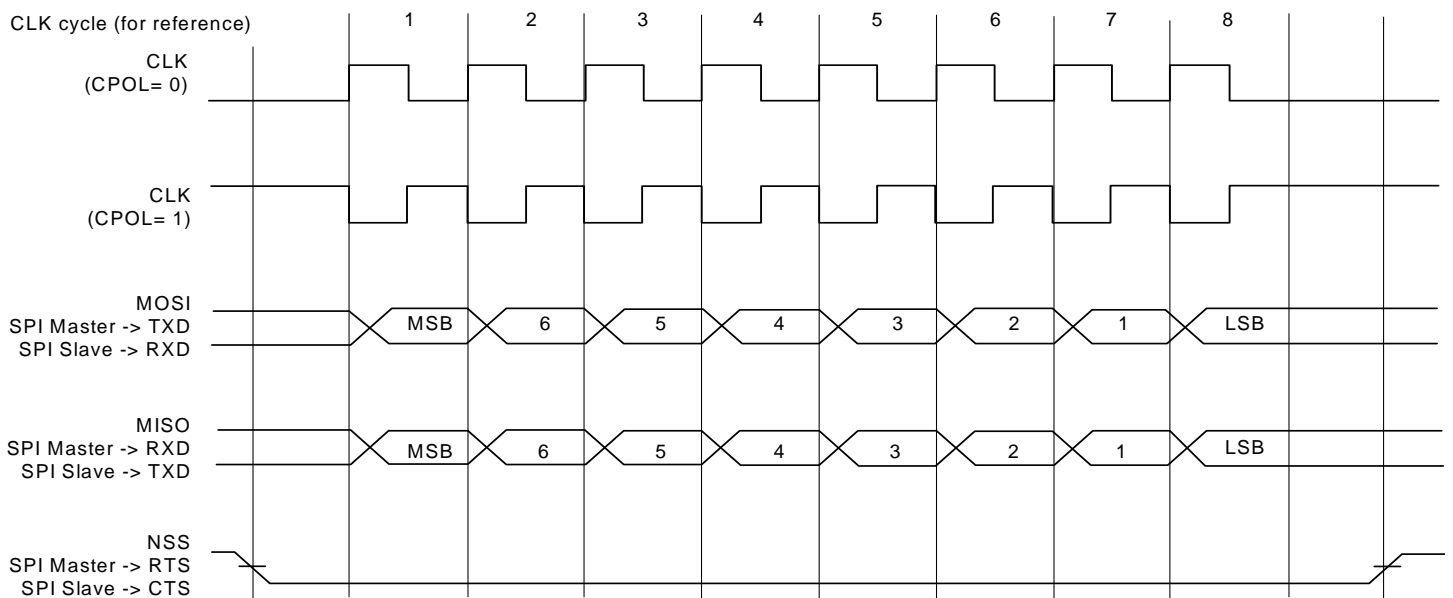 CLK cycle (for reference) 1 2 3 4 5 6 7 8
CLK
(CPOL= 0)
CLK
(CPOL= 1)
MOSI
SPI Master -> TXD
SPI Slave -> RXD
MSB 6 5 4 3 2 1 LSB
MISO
SPI Master -> RXD
SPI Slave -> TXD
MSB 6 5 4 3 2 1 LSB
NSS
SPI Master -> RTS
SPI Slave -> CTS